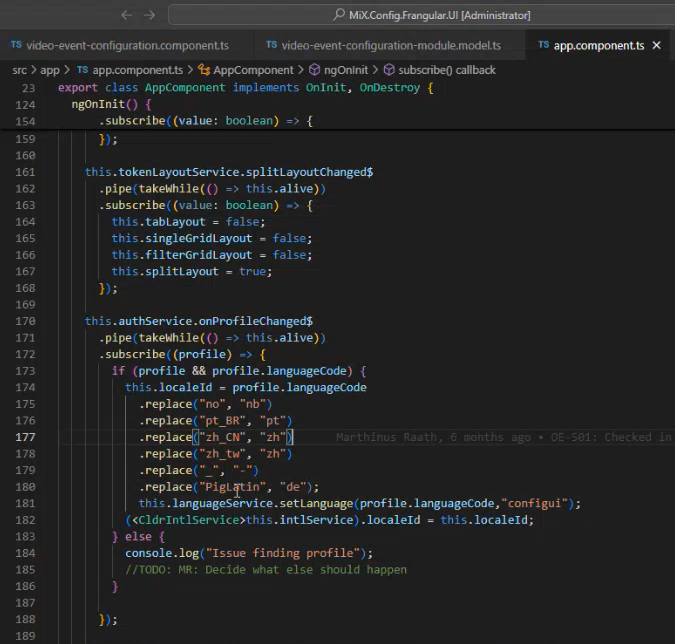 MiX.Config.Frangular.UI [Administrator]
TS video-event-configuration.component.ts TS video-event-configuration-module.model.ts TS app.component.ts
src > app > TS app.component.ts > AppComponent > ngOnInit > subscribe() callback
23 export class AppComponent implements OnInit, OnDestroy {
124 ngOnInit() {
154 .subscribe((value: boolean) => {
159 });
160
161 this.tokenLayoutService.splitLayoutChanged$
162 .pipe(takeWhile(() => this.alive))
163 .subscribe((value: boolean) => {
164 this.tabLayout = false;
165 this.singleGridLayout = false;
166 this.filterGridLayout = false;
167 this.splitLayout = true;
168 });
169
170 this.authService.onProfileChanged$
171 .pipe(takeWhile(() => this.alive))
172 .subscribe((profile) => {
173 if (profile && profile.languageCode) {
174 this.localeId = profile.languageCode
175 .replace("no", "nb")
176 .replace("pt_BR", "pt")
177 .replace("zh_CN", "zh") Marthinus Raath, 6 months ago • OE-501: Checked in
178 .replace("zh_tw", "zh")
179 .replace("_", "-")
180 .replace("PigLatin", "de");
181 this.languageService.setLanguage(profile.languageCode,"configui");
182 (<CldrIntlService>this.intlService).localeId = this.localeId;
183 } else {
184 console.log("Issue finding profile");
185 //TODO: MR: Decide what else should happen
186 }
187
188 });
189